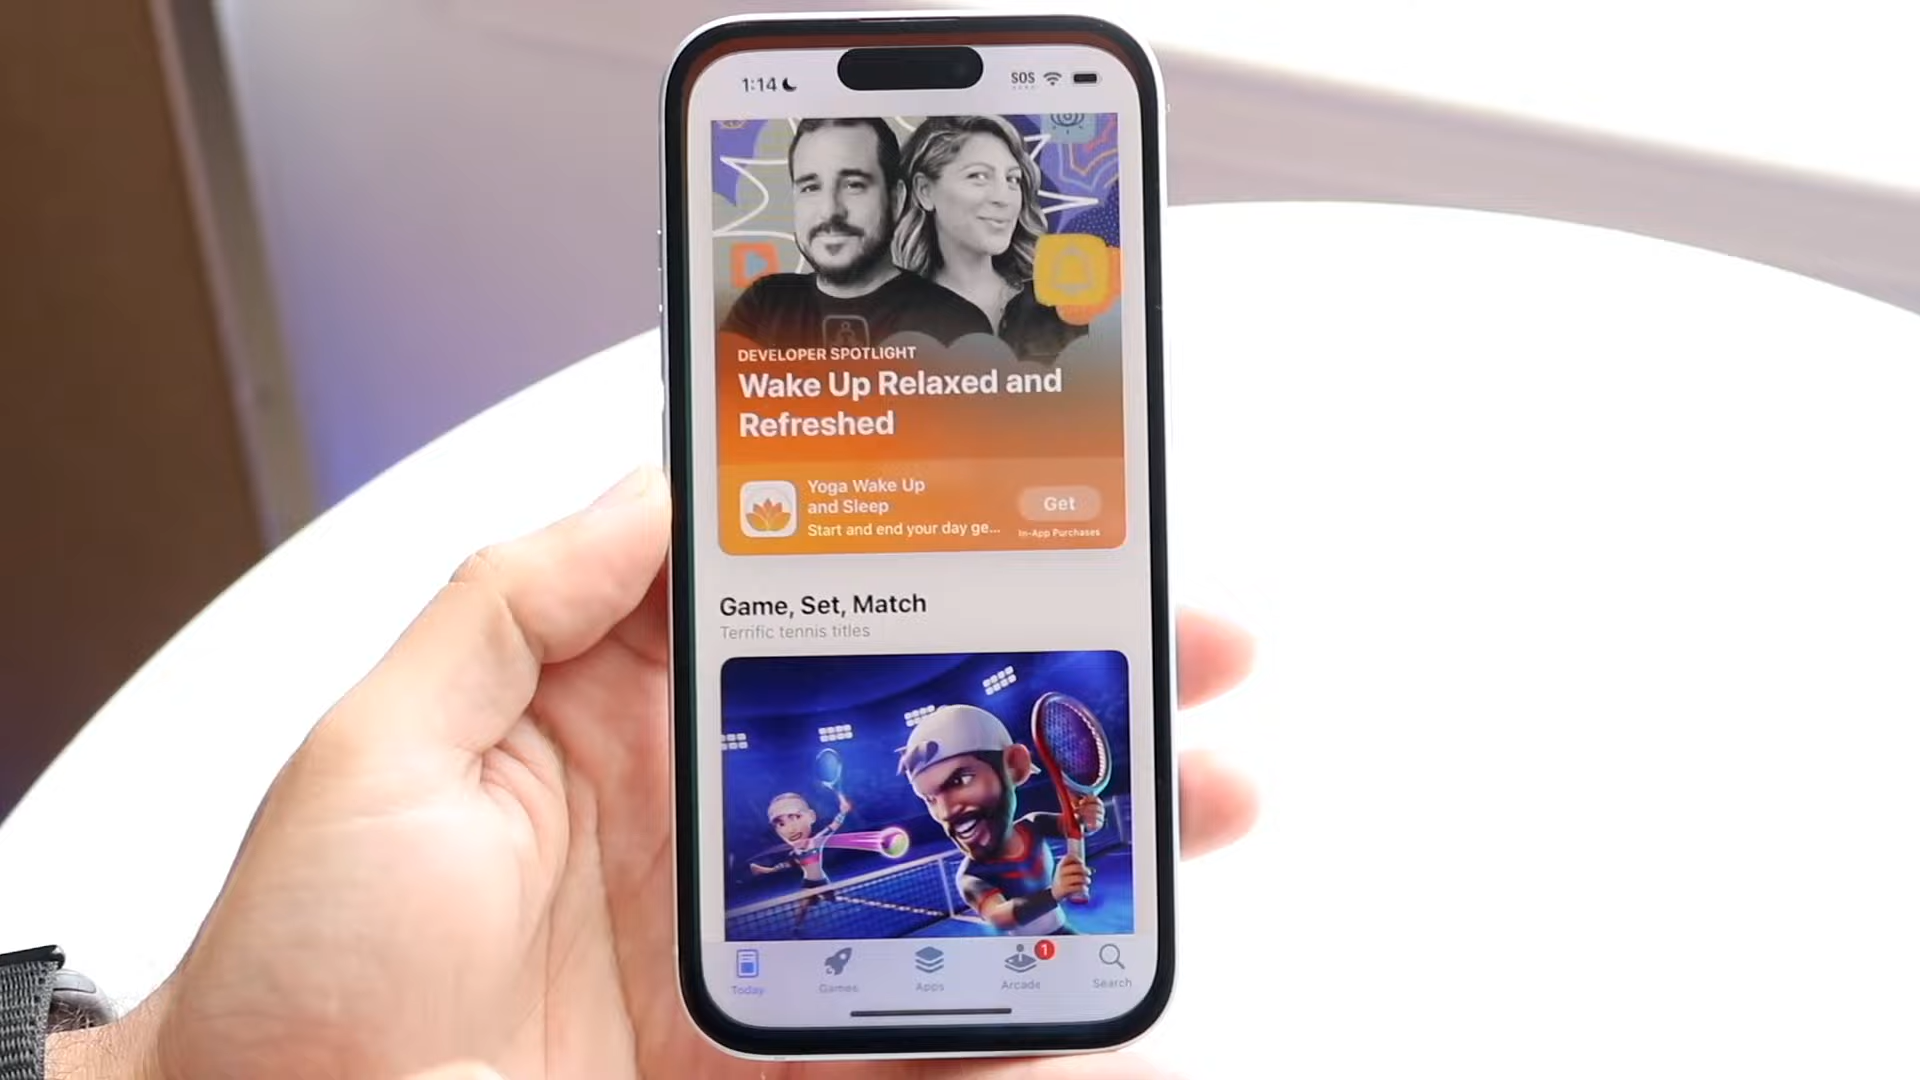 1:14
SOS
DEVELOPER SPOTLIGHT
Wake Up Relaxed and
Refreshed
Yoga Wake Up
and Sleep
Start and end your day ge...
Get
In-App Purchases
Game, Set, Match
Terrific tennis titles
1
Today
Games
Apps
Arcade
Search